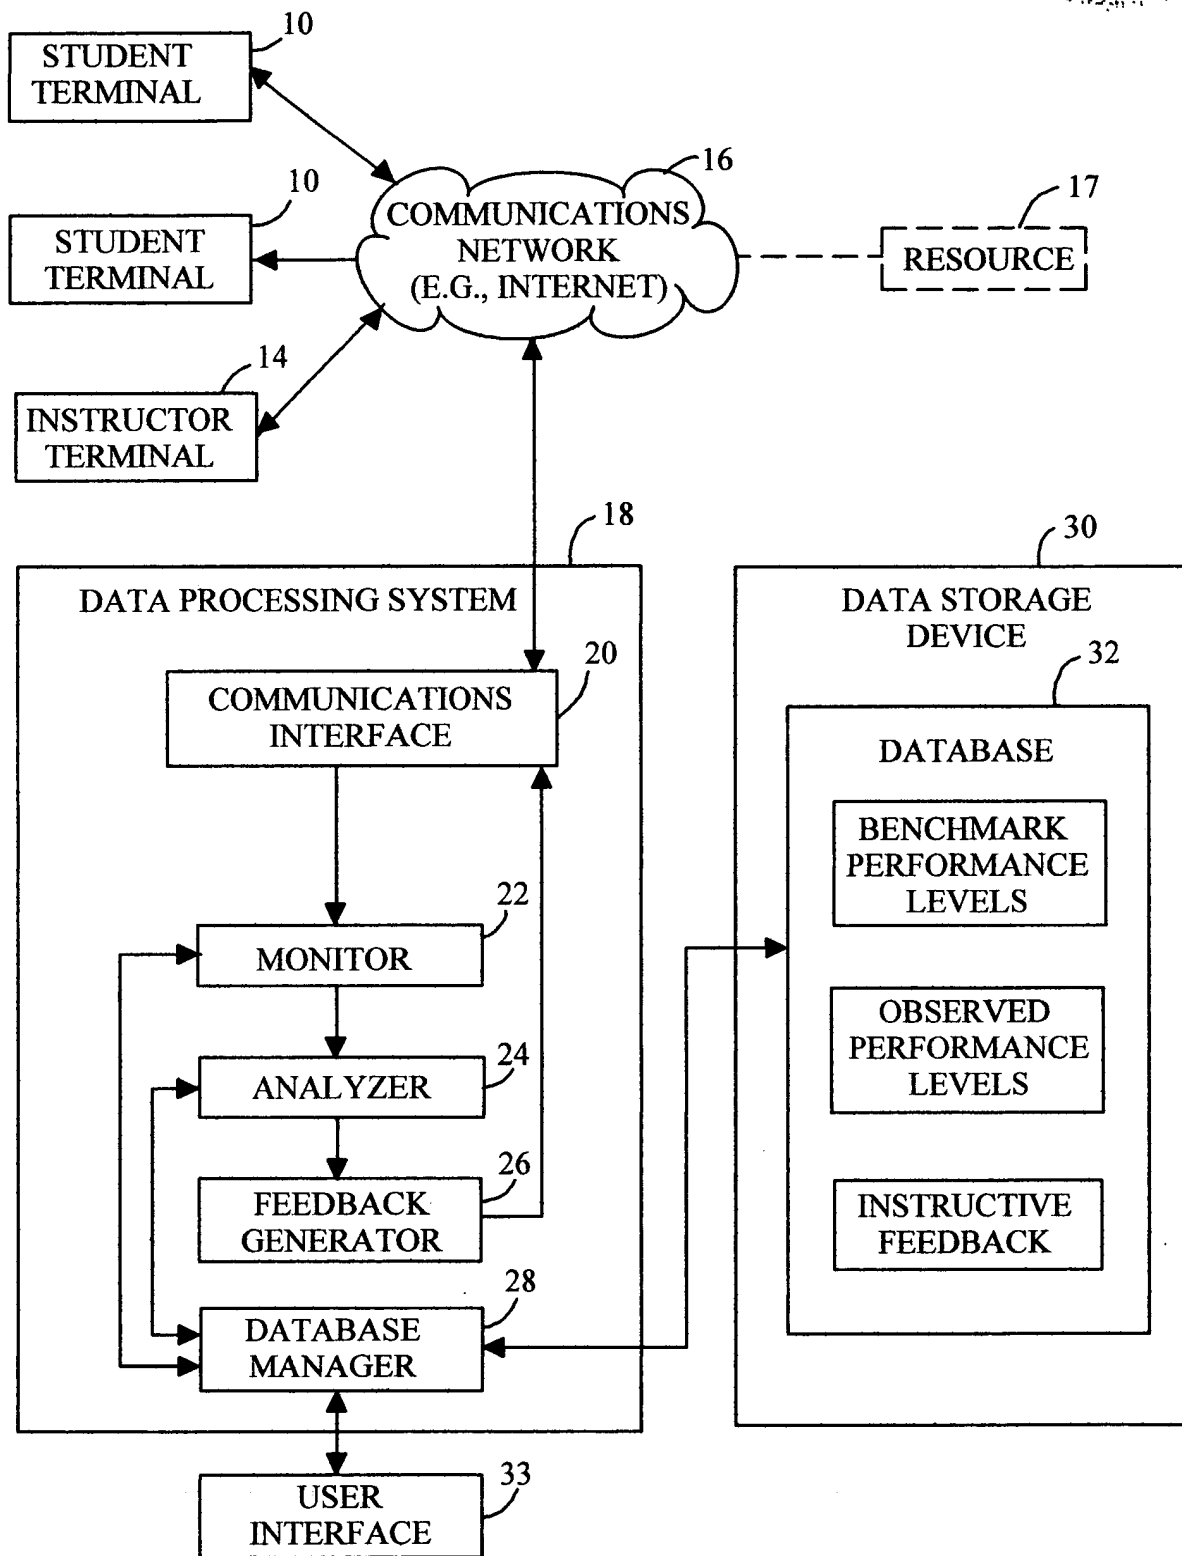 10
STUDENT
TERMINAL
10
STUDENT
TERMINAL
14
INSTRUCTOR
TERMINAL
16
COMMUNICATIONS
NETWORK
(E.G., INTERNET)
17
RESOURCE
18
DATA PROCESSING SYSTEM
20
COMMUNICATIONS
INTERFACE
22
MONITOR
24
ANALYZER
26
FEEDBACK
GENERATOR
28
DATABASE
MANAGER
33
USER
INTERFACE
30
DATA STORAGE
DEVICE
32
DATABASE
BENCHMARK
PERFORMANCE
LEVELS
OBSERVED
PERFORMANCE
LEVELS
INSTRUCTIVE
FEEDBACK